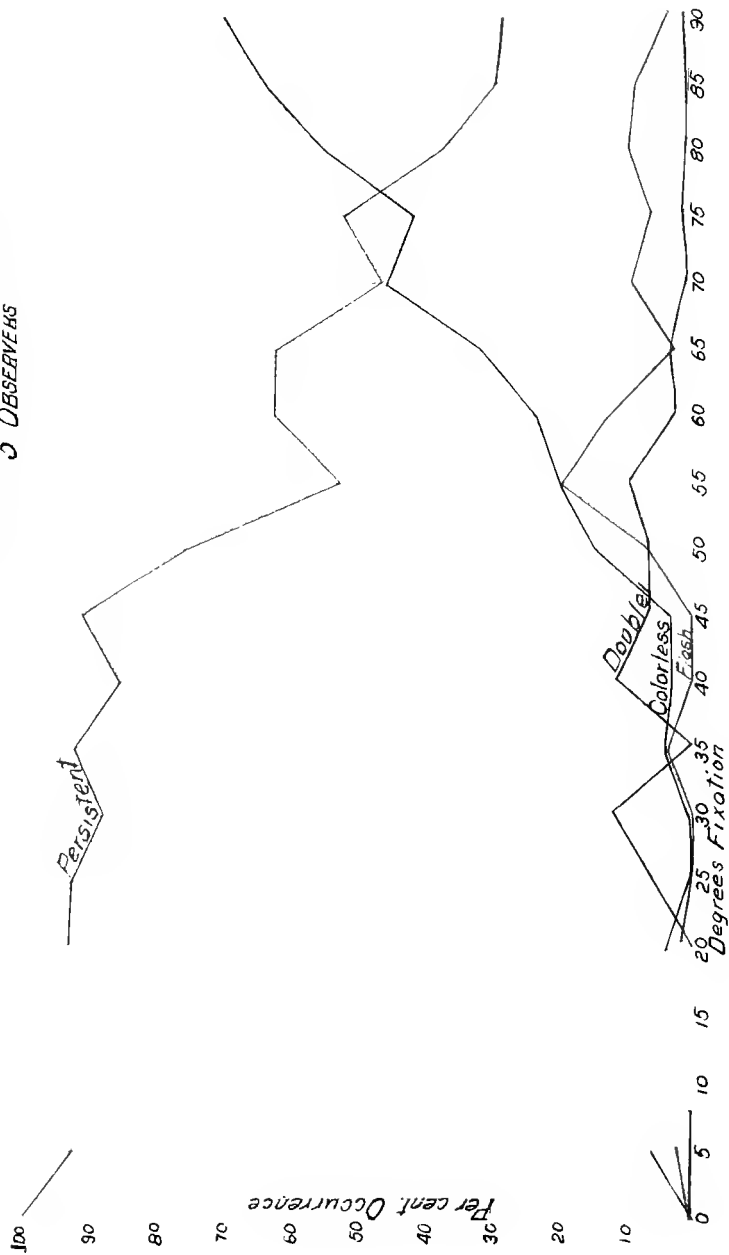 5 OBSERVERS
Per cent. Occurrence
100
90
80
70
60
50
40
30
20
10
Persistent
Double
Colorless
Flash
0 5 10 15 20 25 30 35 40 45 50 55 60 65 70 75 80 85 90
Degrees Fixation